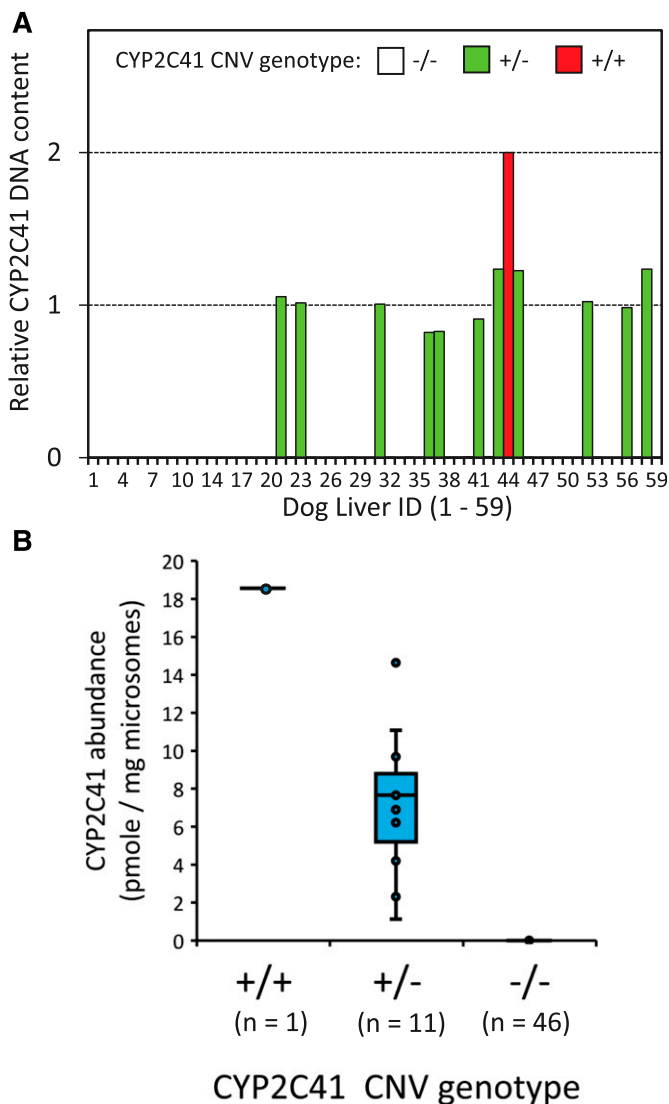 A
CYP2C41 CNV genotype: -/- +/- +/+
Relative CYP2C41 DNA content
2
1
0
1 4 7 10 14 17 20 23 26 29 32 35 38 41 44 47 50 53 56 59
Dog Liver ID (1 - 59)
B
CYP2C41 abundance
(pmole / mg microsomes)
20
18
16
14
12
10
8
6
4
2
0
+/+ +/- -/-
(n = 1) (n = 11) (n = 46)
CYP2C41 CNV genotype